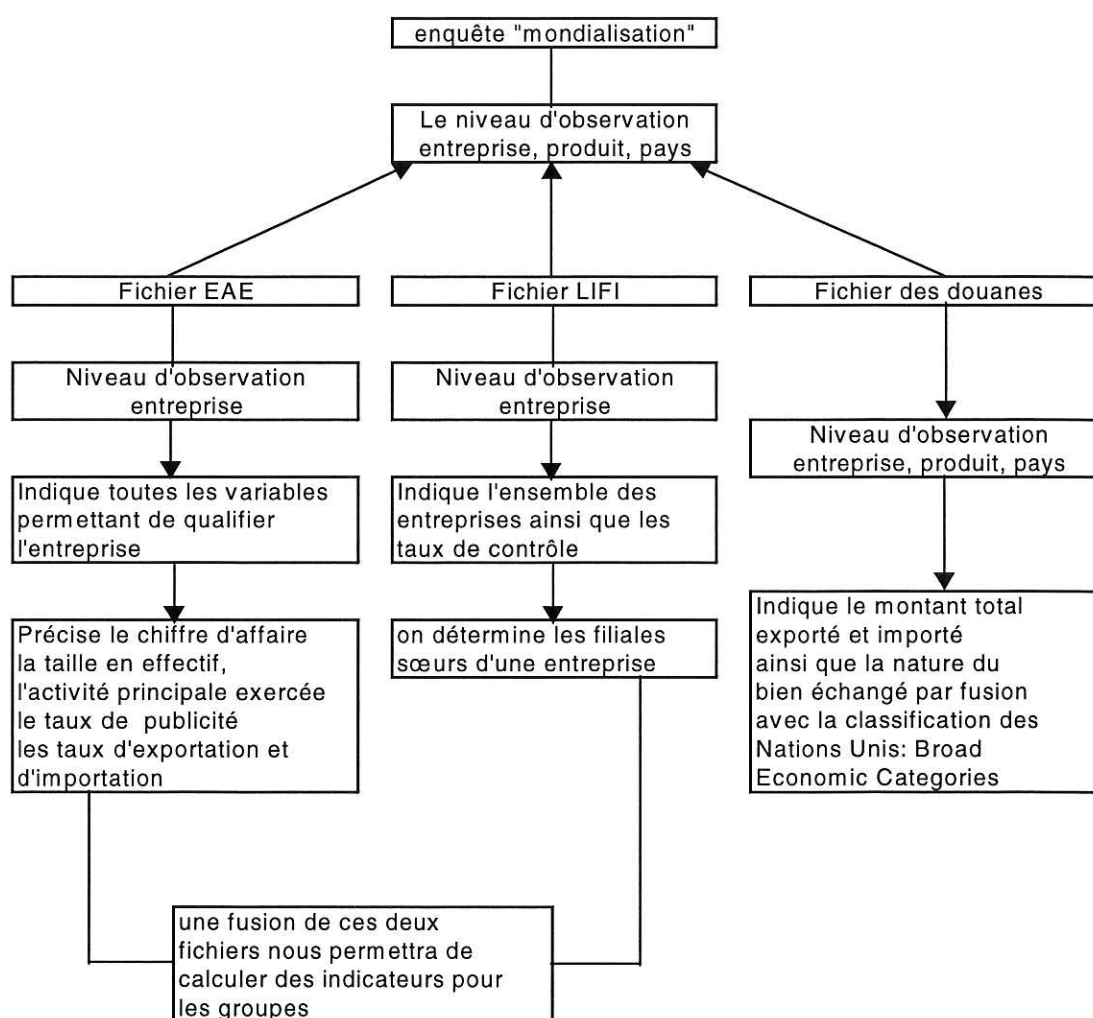 enquête "mondialisation"
Le niveau d'observation
entreprise, produit, pays
Fichier EAE
Fichier LIFI
Fichier des douanes
Niveau d'observation
entreprise
Niveau d'observation
entreprise
Niveau d'observation
entreprise, produit, pays
Indique toutes les variables
permettant de qualifier
l'entreprise
Indique l'ensemble des
entreprises ainsi que les
taux de contrôle
Précise le chiffre d'affaire
la taille en effectif,
l'activité principale exercée
le taux de publicité
les taux d'exportation et
d'importation
on détermine les filiales
sœurs d'une entreprise
Indique le montant total
exporté et importé
ainsi que la nature du
bien échangé par fusion
avec la classification des
Nations Unis: Broad
Economic Categories
une fusion de ces deux
fichiers nous permettra de
calculer des indicateurs pour
les groupes